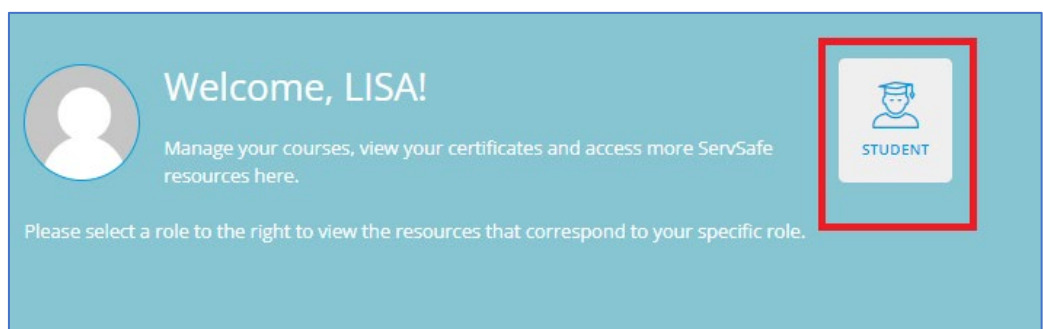 Welcome, LISA!
Manage your courses, view your certificates and access more ServSafe
resources here.
STUDENT
Please select a role to the right to view the resources that correspond to your specific role.